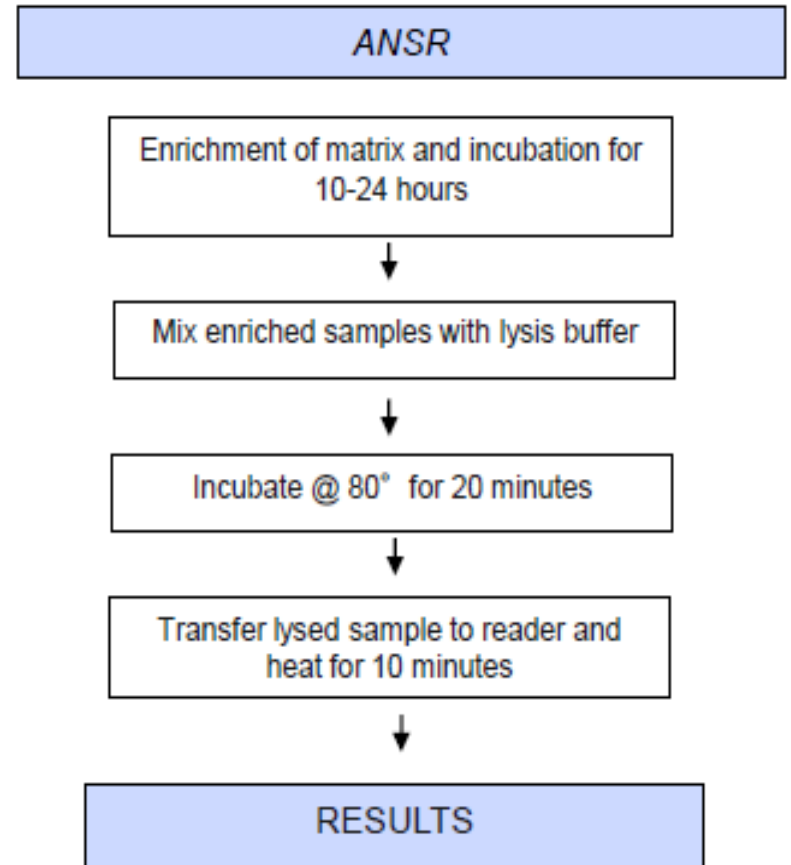 ANSR
Enrichment of matrix and incubation for
10-24 hours
Mix enriched samples with lysis buffer
Incubate @ 80° for 20 minutes
Transfer lysed sample to reader and
heat for 10 minutes
RESULTS